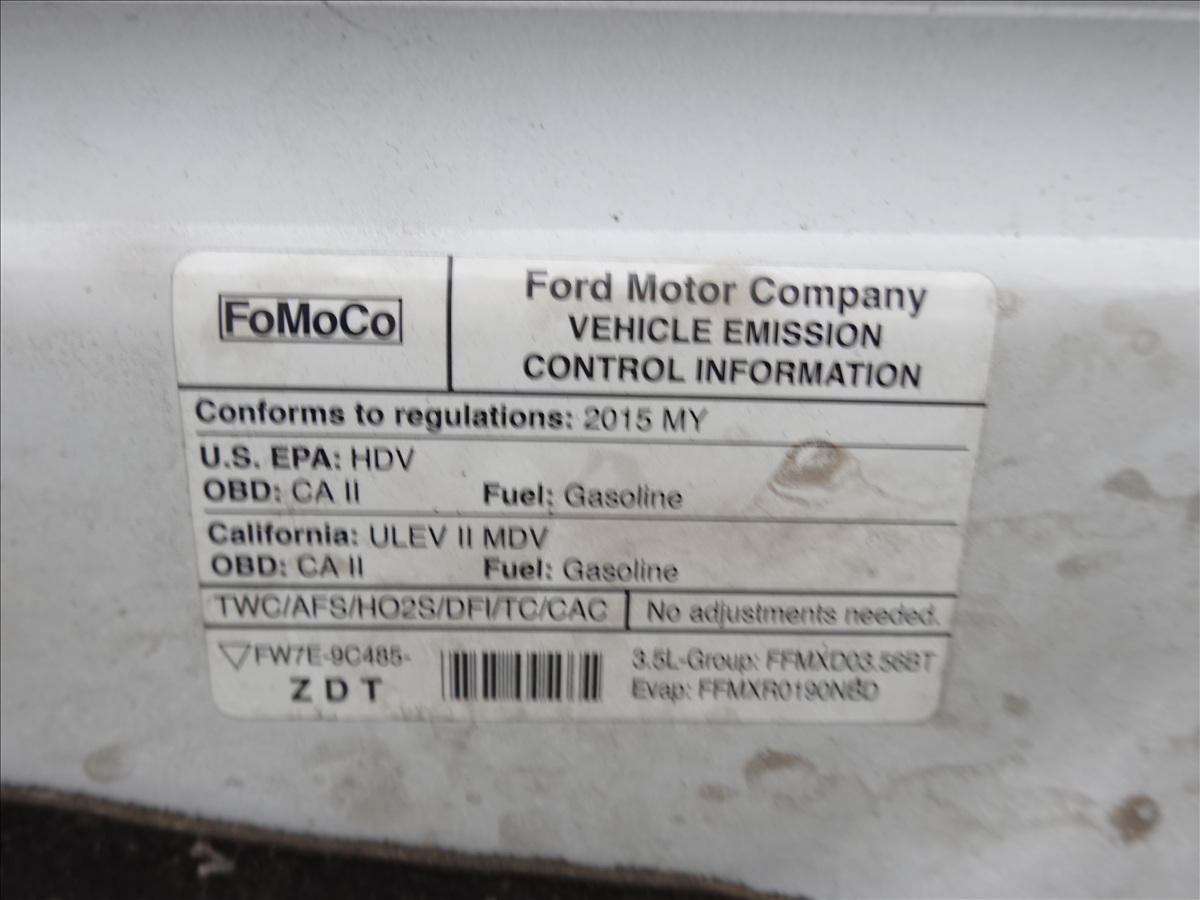 FoMoCo
Ford Motor Company
VEHICLE EMISSION
CONTROL INFORMATION
Conforms to regulations: 2015 MY
U.S. EPA: HDV
OBD: CA II Fuel: Gasoline
California: ULEV II MDV
OBD: CA II Fuel: Gasoline
TWC/AFS/HO2S/DFI/TC/CAC No adjustments needed.
FW7E-9C485-
Z D T
3.5L-Group: FFMXD03.56BT
Evap: FFMXR0190NBD